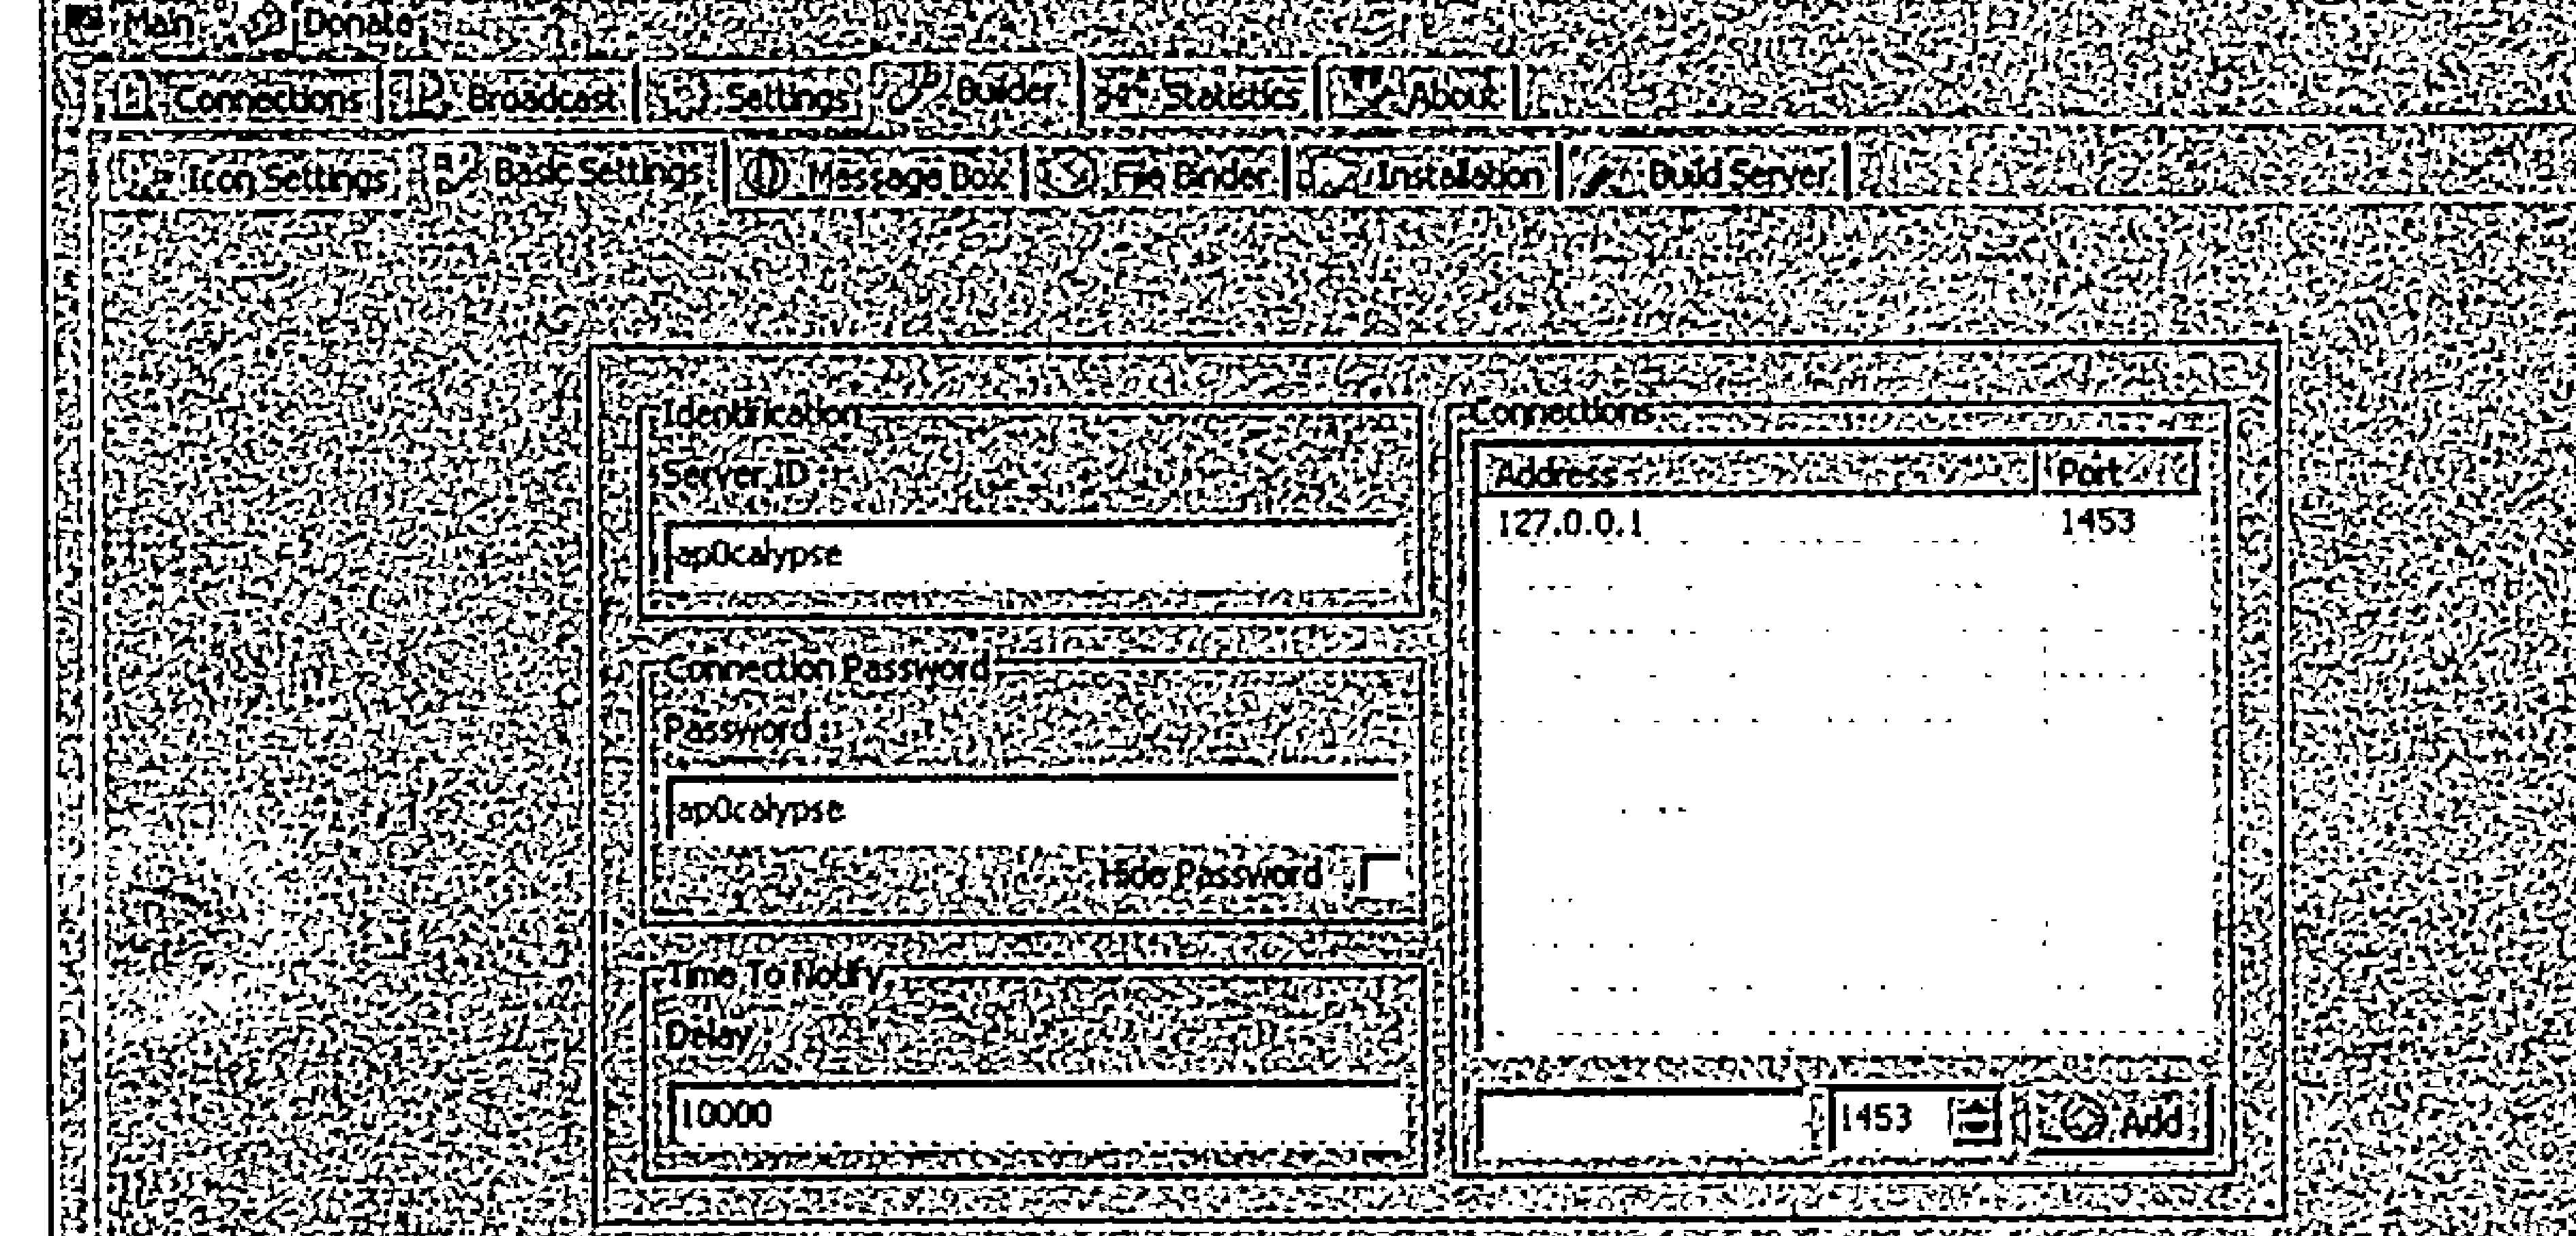 Main Donate
Connections Broadcast Settings Builder Statistics About
Icon Settings Basic Settings Message Box File Binder Installation Build Server
Identification
Server ID :
ap0calypse
Connection Password
Password :
ap0calypse
Hide Password
Time To Notify
Delay
10000
Connections
Address Port
127.0.0.1 1453
1453 Add